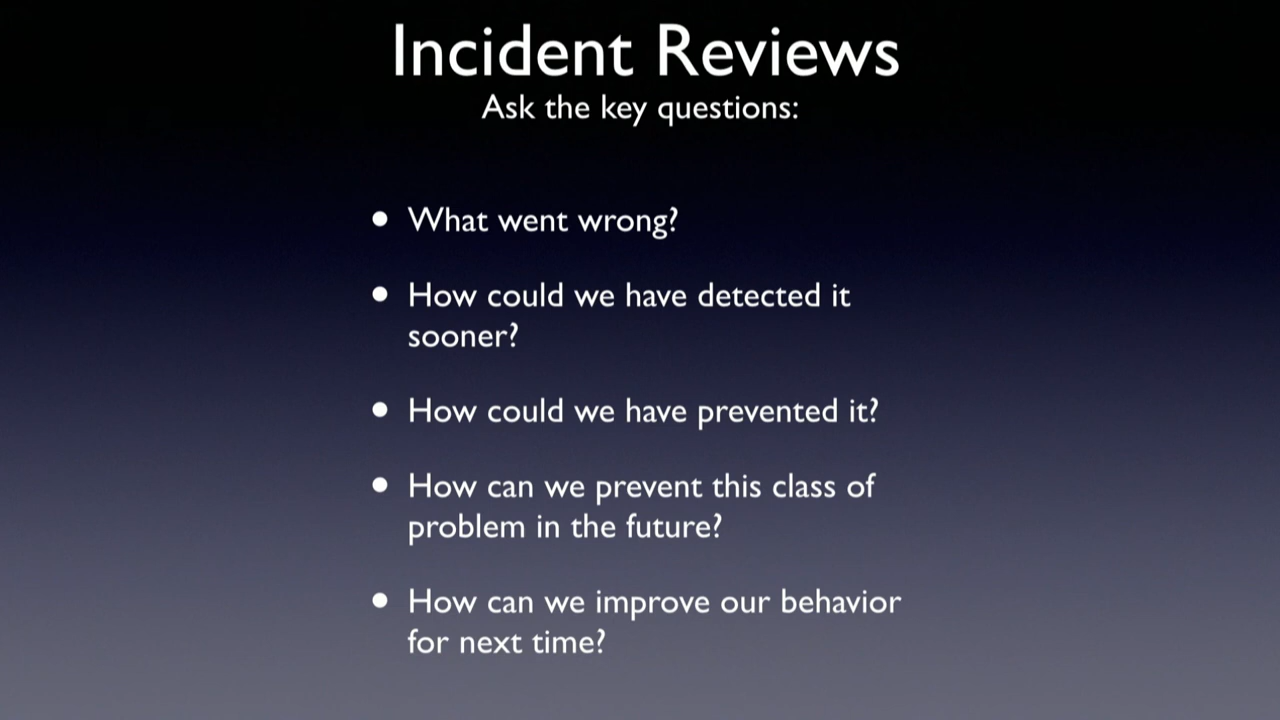 Incident Reviews
Ask the key questions:
• What went wrong?
• How could we have detected it
sooner?
• How could we have prevented it?
• How can we prevent this class of
problem in the future?
• How can we improve our behavior
for next time?